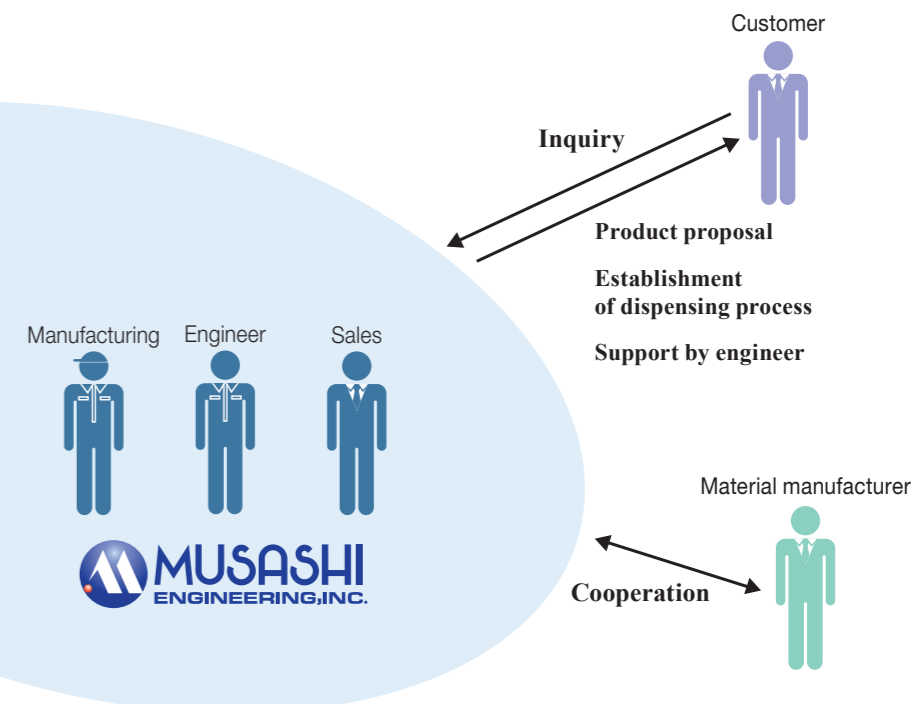 Customer
Inquiry
Product proposal
Establishment
of dispensing process
Support by engineer
Manufacturing
Engineer
Sales
MUSASHI
ENGINEERING,INC.
Material manufacturer
Cooperation